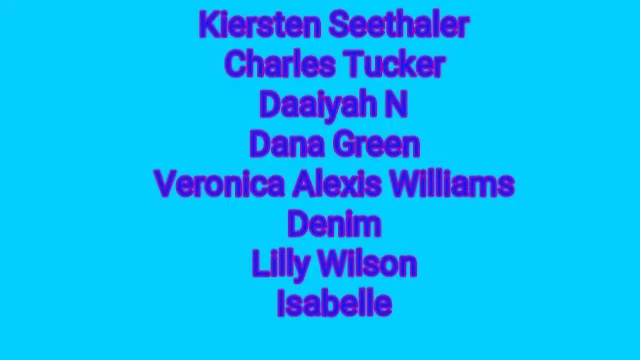 Kiersten Seethaler
Charles Tucker
Daaiyah N
Dana Green
Veronica Alexis Williams
Denim
Lilly Wilson
Isabelle